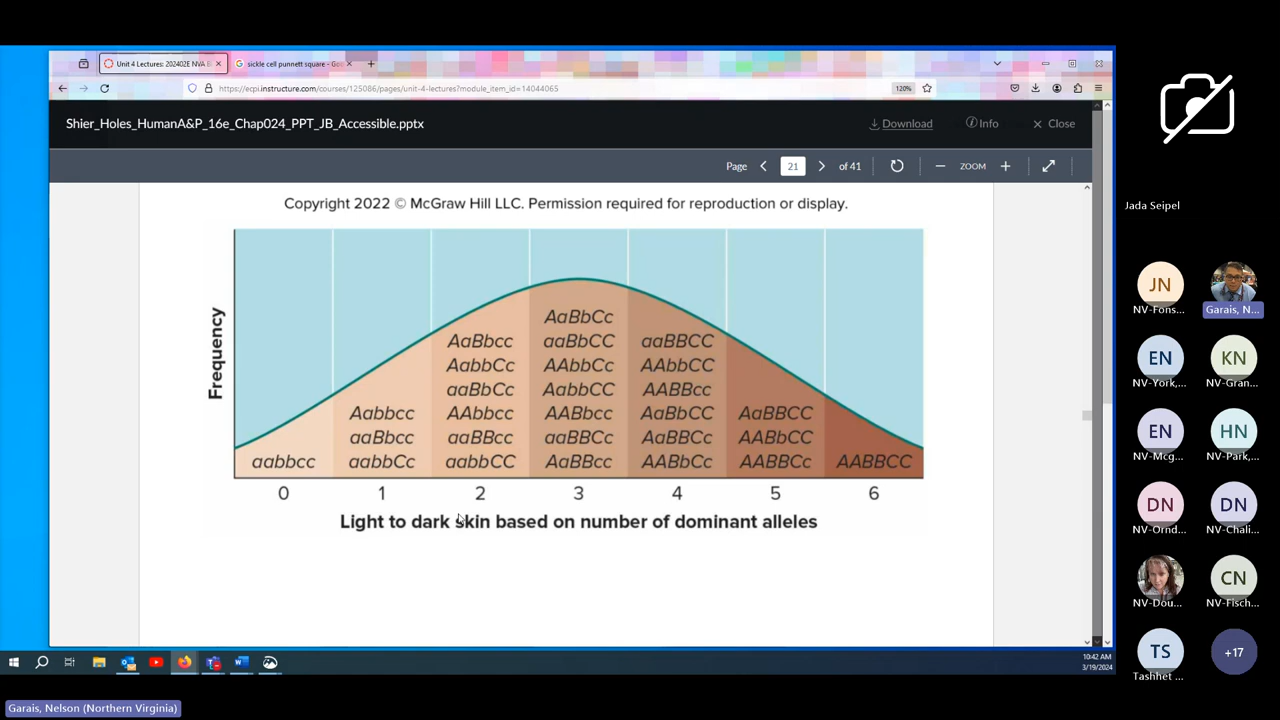 Unit 4 Lectures: 202402E NVA B
sickle cell punnett square - Goo
https://ecpi.instructure.com/courses/125086/pages/unit-4-lectures?module_item_id=14044065
120%
Shier_Holes_HumanA&P_16e_Chap024_PPT_JB_Accessible.pptx
Download
Info
Close
Page
21
of 41
ZOOM
Copyright 2022 © McGraw Hill LLC. Permission required for reproduction or display.
Frequency
AaBbCc
AaBbcc aaBbCC aaBBCC
AabbCc AAbbCc AAbbCC
aaBbCc AabbCC AABBcc
Aabbcc AAbbcc AABbcc AaBbCC AaBBCC
aaBbcc aaBBcc aaBBCc AaBBCc AABbCC
aabbcc aabbCc aabbCC AaBBcc AABbCc AABBCc AABBCC
0 1 2 3 4 5 6
Light to dark skin based on number of dominant alleles
Jada Seipel
JN
NV-Fons...
Garais, N...
EN
KN
NV-York,...
NV-Gran...
EN
HN
NV-Mcg...
NV-Park,...
DN
DN
NV-Ornd...
NV-Chali...
CN
NV-Dou...
NV-Fisch...
TS
+17
Tashhet ...
10:42 AM
3/19/2024
Garais, Nelson (Northern Virginia)